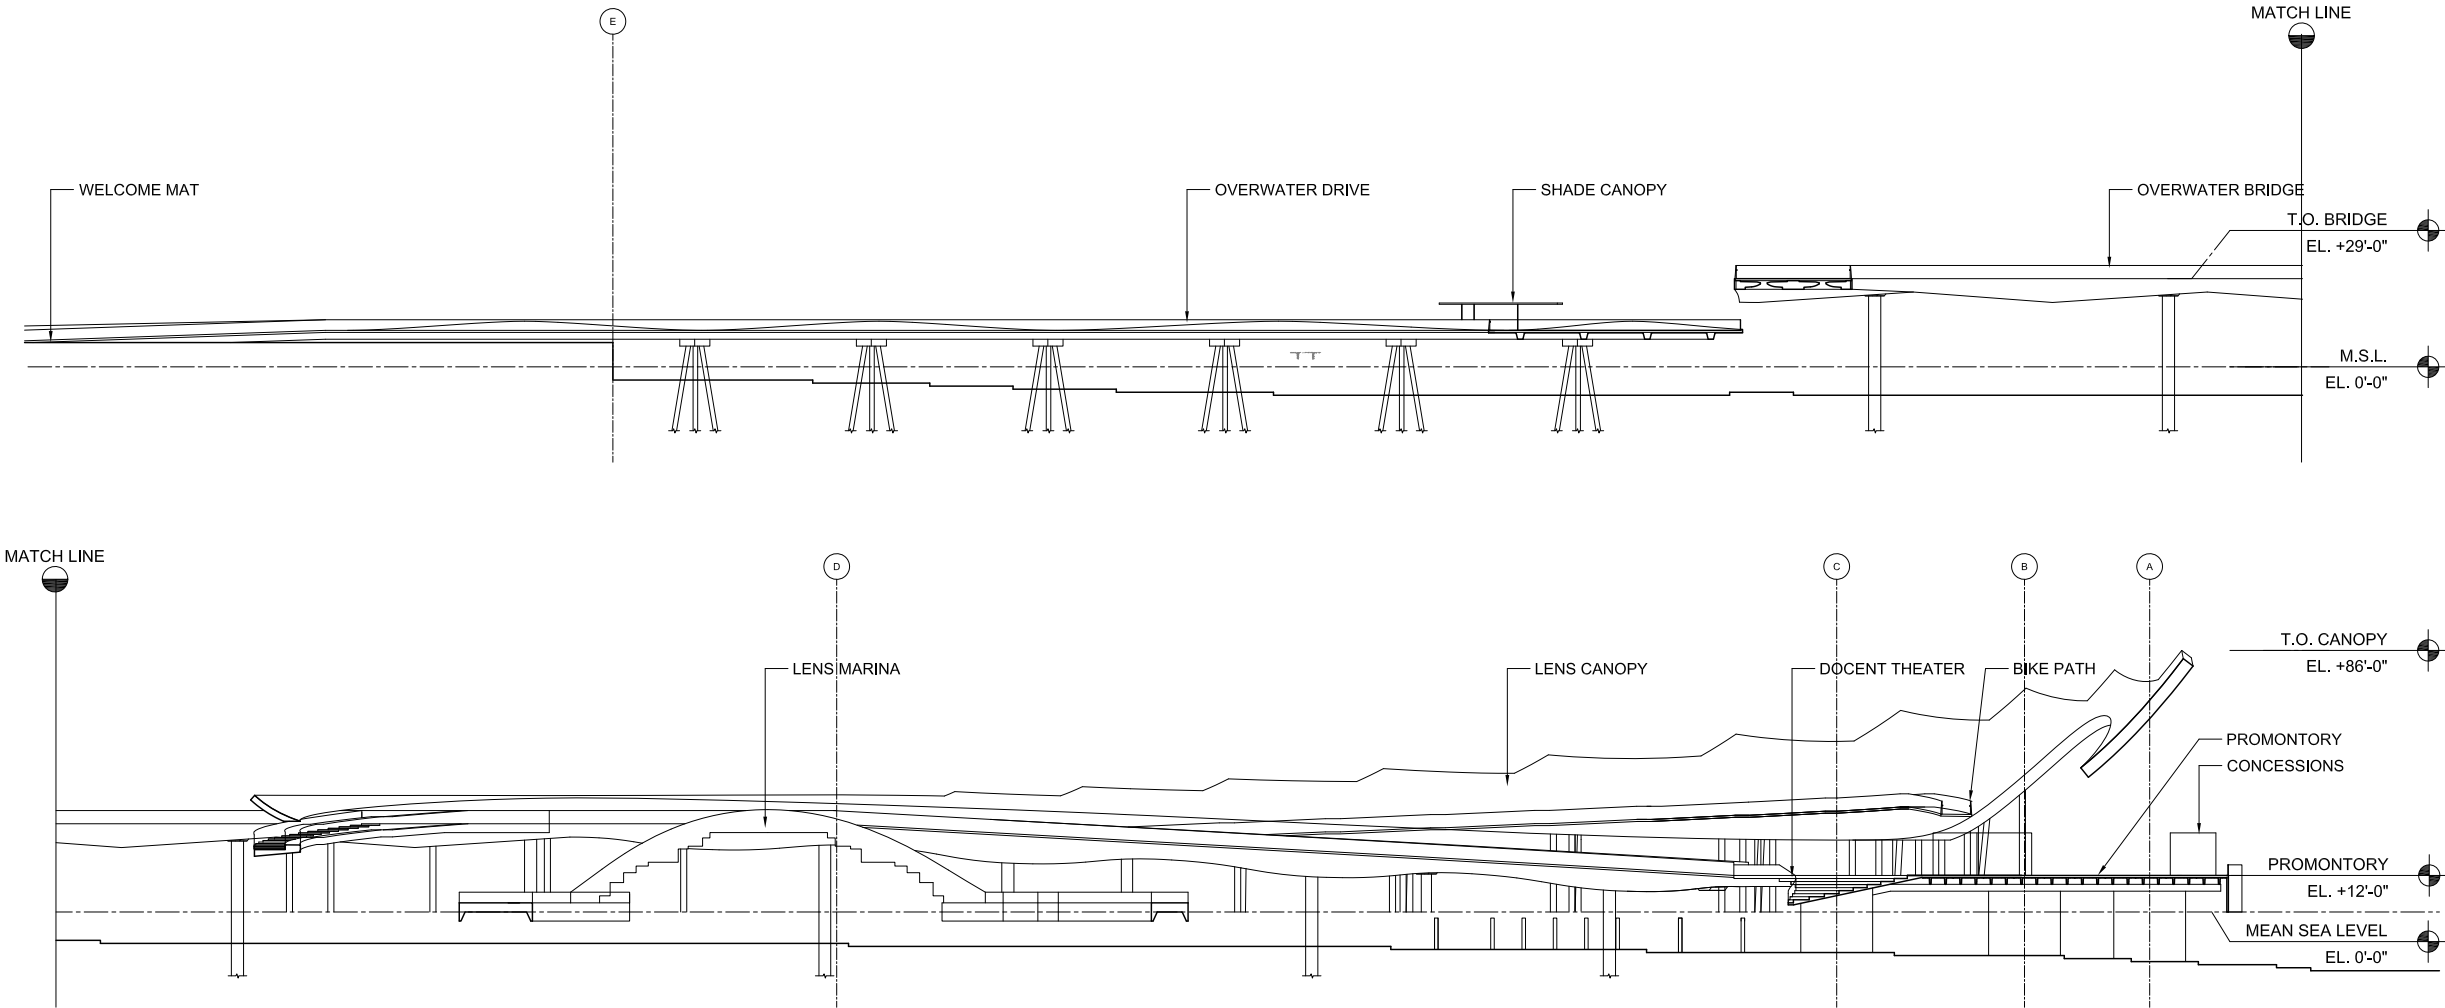 E
MATCH LINE
WELCOME MAT
OVERWATER DRIVE
SHADE CANOPY
OVERWATER BRIDGE
T.O. BRIDGE
EL. +29'-0"
M.S.L.
EL. 0'-0"
MATCH LINE
D
C
B
A
T.O. CANOPY
EL. +86'-0"
LENS MARINA
LENS CANOPY
DOCENT THEATER
BIKE PATH
PROMONTORY
CONCESSIONS
PROMONTORY
EL. +12'-0"
MEAN SEA LEVEL
EL. 0'-0"